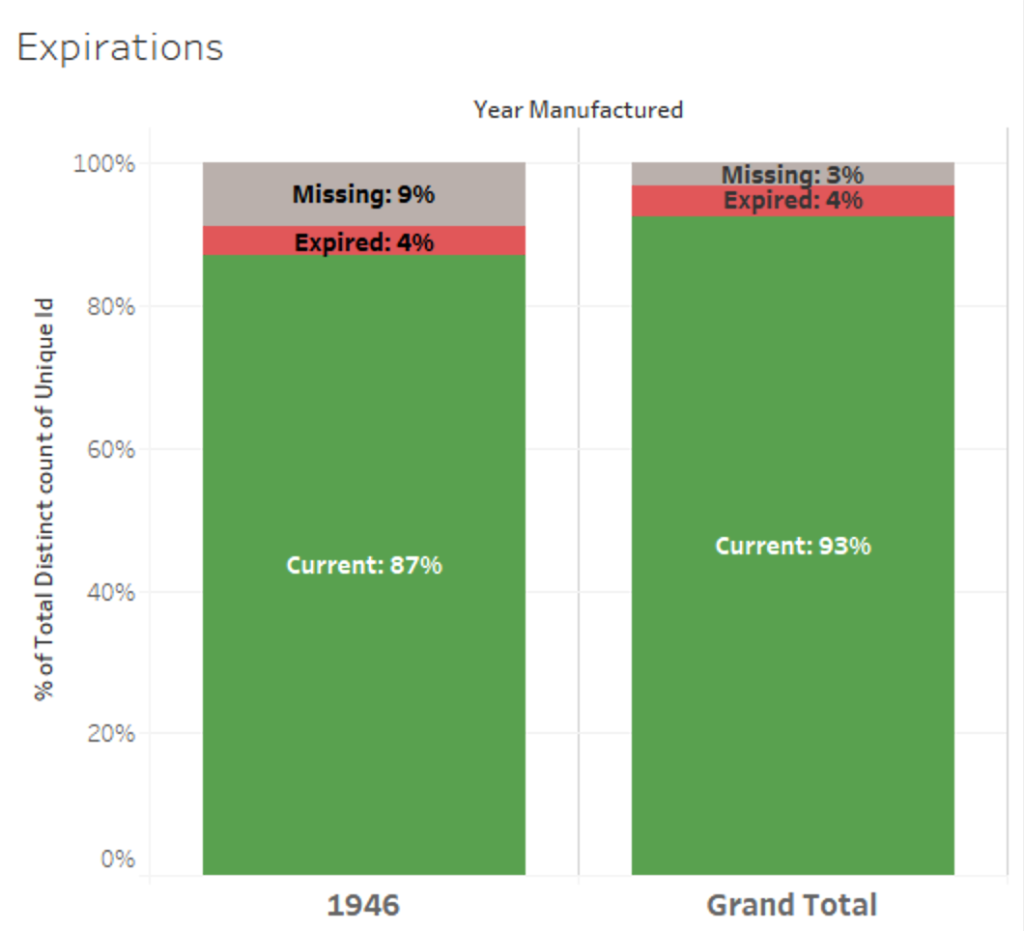 Expirations
Year Manufactured
100%
80%
60%
40%
20%
0%
% of Total Distinct count of Unique Id
Missing: 9%
Expired: 4%
Current: 87%
Missing: 3%
Expired: 4%
Current: 93%
1946
Grand Total